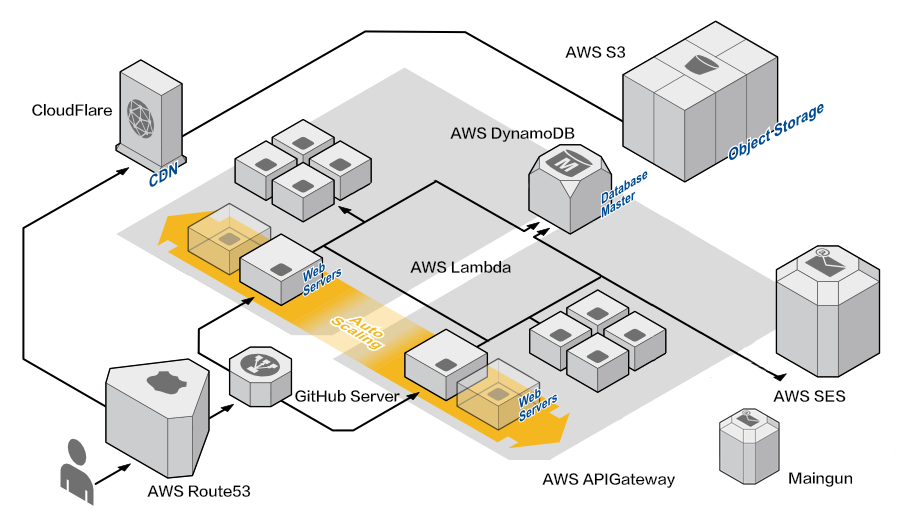 AWS S3
CloudFlare
Object Storage
AWS DynamoDB
M
CDN
Database
Master
@
Web
Servers
AWS Lambda
Auto
Scaling
GitHub Server
Web
Servers
AWS SES
@
AWS Route53
AWS APIGateway
Maingun